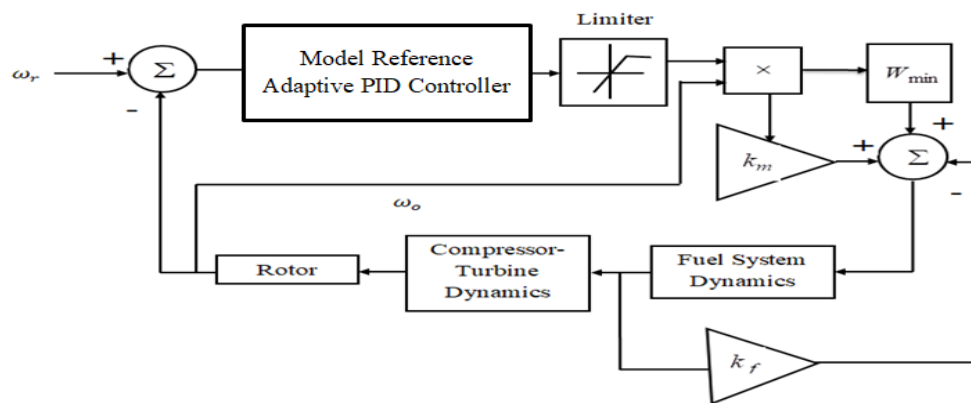 Limiter
ω_r
+
Σ
-
Model Reference
Adaptive PID Controller
×
W_min
+
+
k_m
Σ
-
ω_o
Rotor
Compressor-
Turbine
Dynamics
Fuel System
Dynamics
k_f